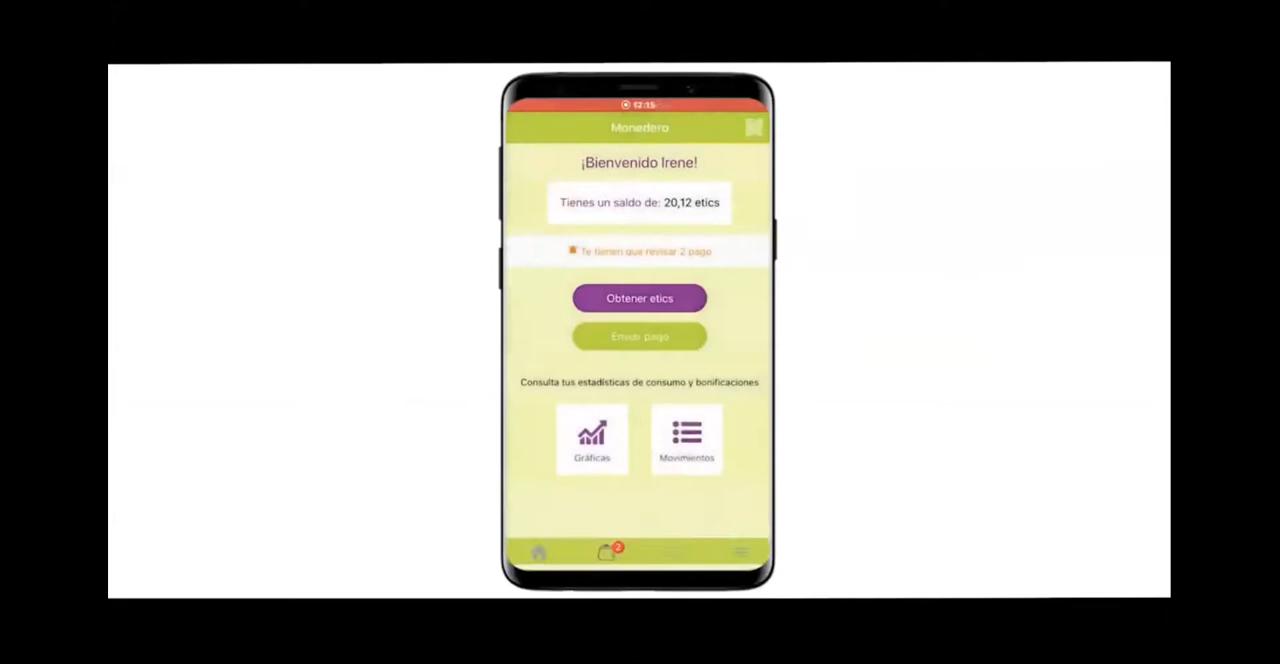 12:15
Monedero
¡Bienvenido Irene!
Tienes un saldo de: 20,12 etics
Te tienen que revisar 2 pago
Obtener etics
Enviar pago
Consulta tus estadísticas de consumo y bonificaciones
Gráficas
Movimientos
2